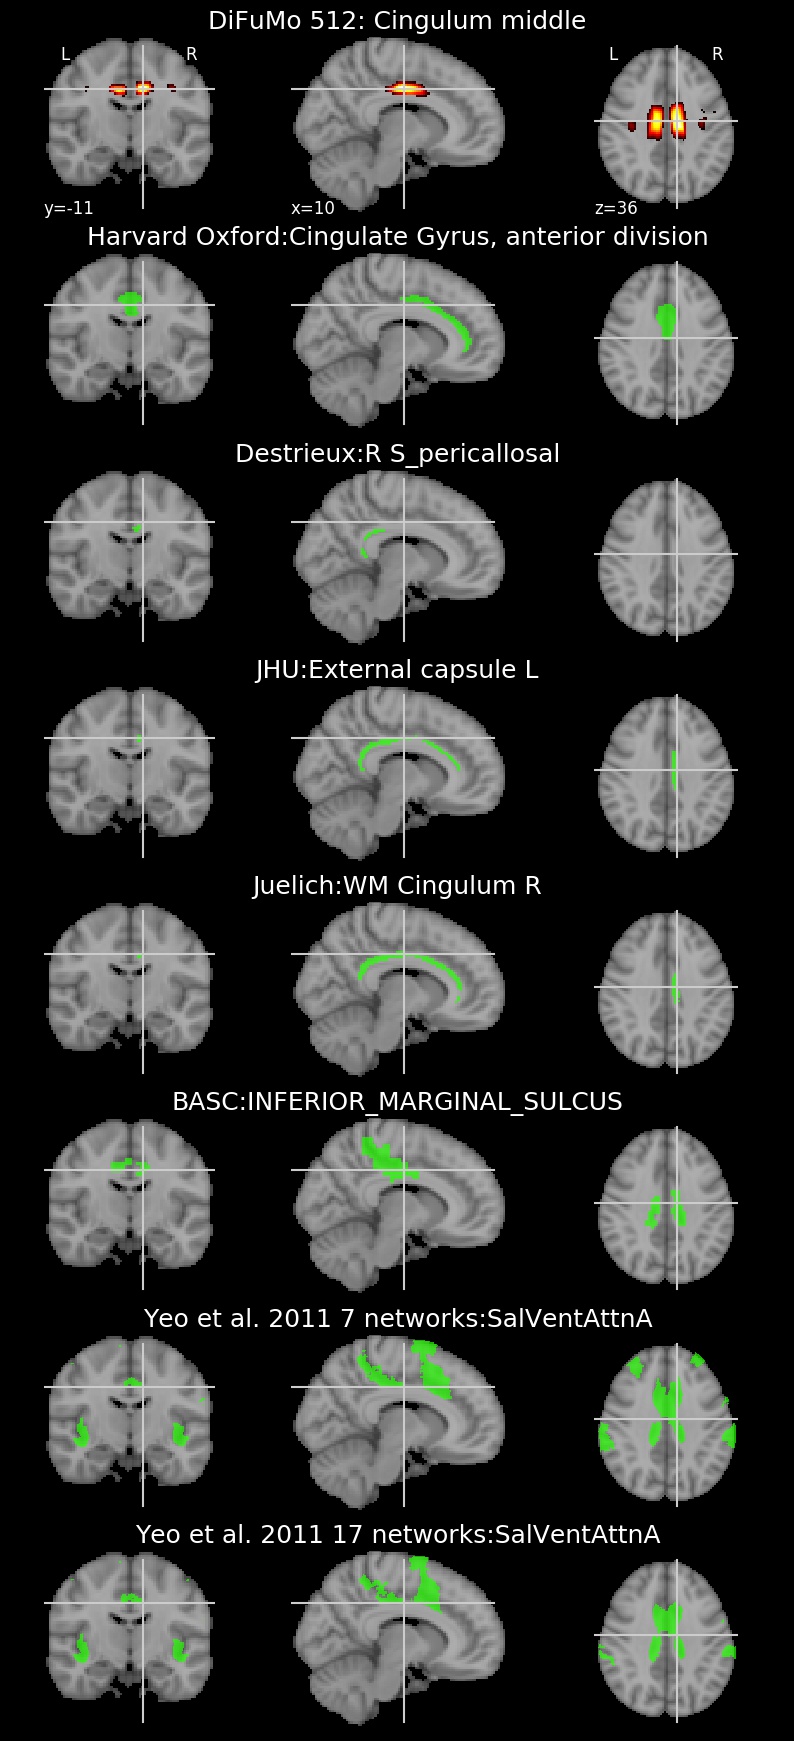 DiFuMo 512: Cingulum middle
L R L R
y=-11 x=10 z=36
Harvard Oxford:Cingulate Gyrus, anterior division
Destrieux:R S_pericallosal
JHU:External capsule L
Juelich:WM Cingulum R
BASC:INFERIOR_MARGINAL_SULCUS
Yeo et al. 2011 7 networks:SalVentAttnA
Yeo et al. 2011 17 networks:SalVentAttnA